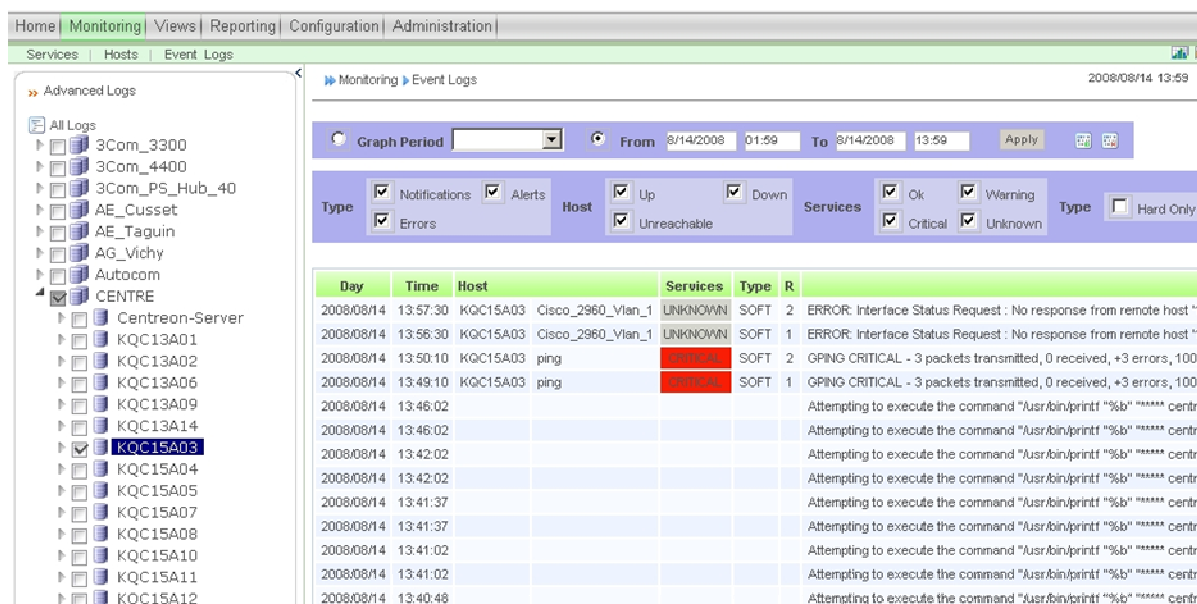 Home Monitoring Views Reporting Configuration Administration
Services | Hosts | Event Logs
Advanced Logs
All Logs
3Com_3300
3Com_4400
3Com_PS_Hub_40
AE_Cusset
AE_Taguin
AG_Vichy
Autocom
CENTRE
Centreon-Server
KQC13A01
KQC13A02
KQC13A06
KQC13A09
KQC13A14
KQC15A03
KQC15A04
KQC15A05
KQC15A07
KQC15A08
KQC15A10
KQC15A11
KQC15A12
Monitoring Event Logs 2008/08/14 13:59
Graph Period From 8/14/2008 01:59 To 8/14/2008 13:59 Apply
Type Notifications Alerts Errors
Host Up Down Unreachable
Services Ok Warning Critical Unknown
Type Hard Only
Day Time Host Services Type R
2008/08/14 13:57:30 KQC15A03 Cisco_2960_Vlan_1 UNKNOWN SOFT 2 ERROR: Interface Status Request : No response from remote host "
2008/08/14 13:56:30 KQC15A03 Cisco_2960_Vlan_1 UNKNOWN SOFT 1 ERROR: Interface Status Request : No response from remote host "
2008/08/14 13:50:10 KQC15A03 ping CRITICAL SOFT 2 GPING CRITICAL - 3 packets transmitted, 0 received, +3 errors, 100
2008/08/14 13:49:10 KQC15A03 ping CRITICAL SOFT 1 GPING CRITICAL - 3 packets transmitted, 0 received, +3 errors, 100
2008/08/14 13:46:02 Attempting to execute the command "/usr/bin/printf "%b" "***** centr
2008/08/14 13:46:02 Attempting to execute the command "/usr/bin/printf "%b" "***** centr
2008/08/14 13:42:02 Attempting to execute the command "/usr/bin/printf "%b" "***** centr
2008/08/14 13:42:02 Attempting to execute the command "/usr/bin/printf "%b" "***** centr
2008/08/14 13:41:37 Attempting to execute the command "/usr/bin/printf "%b" "***** centr
2008/08/14 13:41:37 Attempting to execute the command "/usr/bin/printf "%b" "***** centr
2008/08/14 13:41:02 Attempting to execute the command "/usr/bin/printf "%b" "***** centr
2008/08/14 13:41:02 Attempting to execute the command "/usr/bin/printf "%b" "***** centr
2008/08/14 13:40:48 Attempting to execute the command "/usr/bin/printf "%b" "***** centr